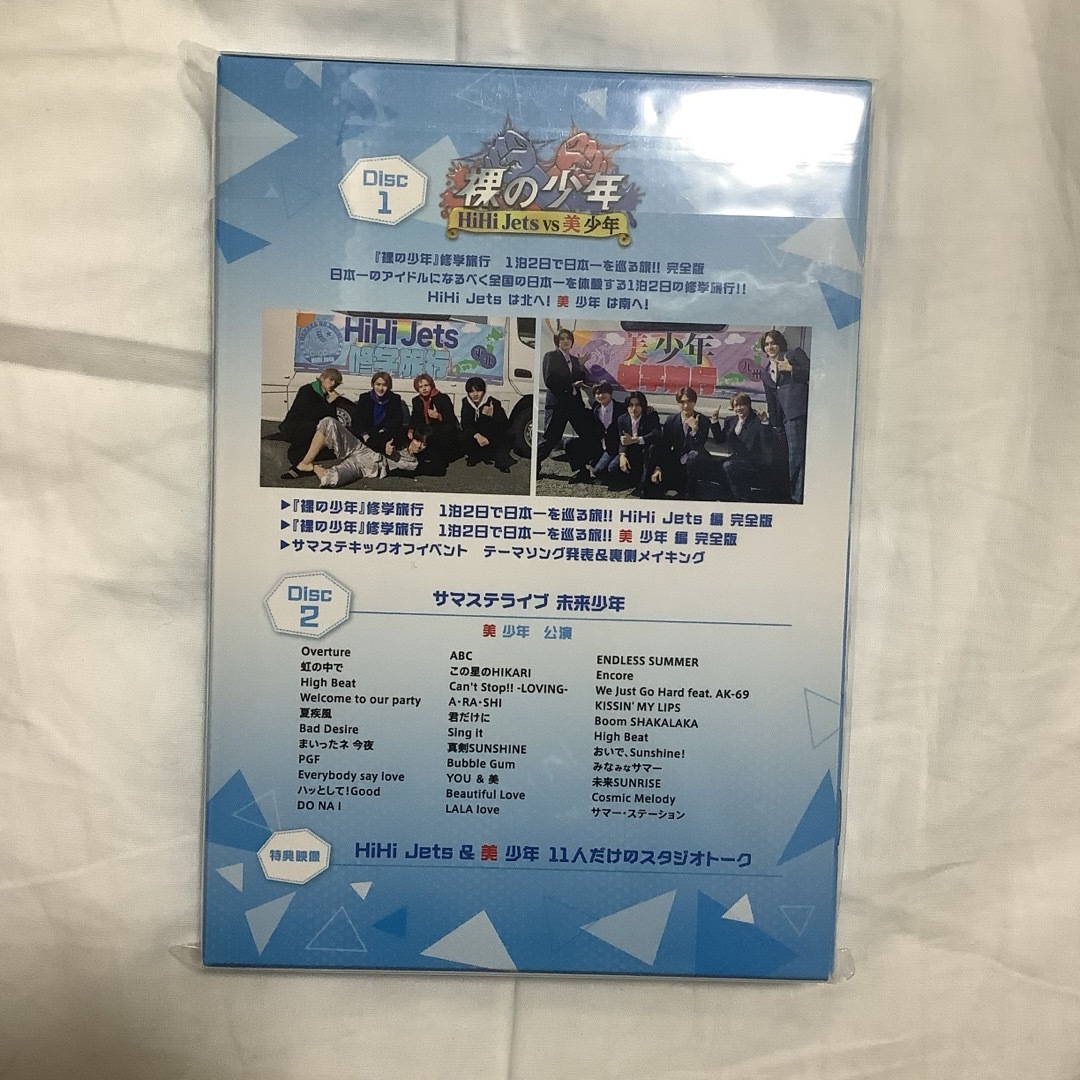 Disc
1
裸の少年
HiHi Jets vs 美 少年
『裸の少年』修学旅行　1泊2日で日本一を巡る旅!! 完全版
日本一のアイドルになるべく全国の日本一を体験する1泊2日の修学旅行!!
HiHi Jets は北へ! 美 少年 は南へ!
HiHi Jets
修学旅行
美 少年
修学旅行
九州
▶『裸の少年』修学旅行　1泊2日で日本一を巡る旅!! HiHi Jets 編 完全版
▶『裸の少年』修学旅行　1泊2日で日本一を巡る旅!! 美 少年 編 完全版
▶サマステキックオフイベント　テーマソング発表&裏側メイキング
Disc
2
サマステライブ 未来少年
美 少年　公演
Overture
虹の中で
High Beat
Welcome to our party
夏疾風
Bad Desire
まいったネ 今夜
PGF
Everybody say love
ハッとして!Good
DO NA I
ABC
この星のHIKARI
Can't Stop!! -LOVING-
A・RA・SHI
君だけに
Sing it
真剣SUNSHINE
Bubble Gum
YOU & 美
Beautiful Love
LALA love
ENDLESS SUMMER
Encore
We Just Go Hard feat. AK-69
KISSIN' MY LIPS
Boom SHAKALAKA
High Beat
おいで、Sunshine!
みなみなサマー
未来SUNRISE
Cosmic Melody
サマー・ステーション
特典映像
HiHi Jets & 美 少年 11人だけのスタジオトーク